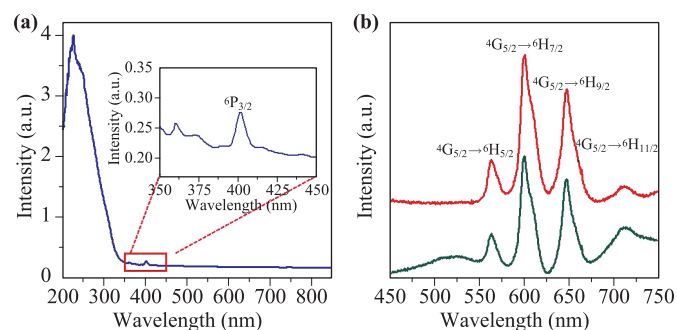 (a)
Intensity (a.u.)
4
3
2
1
0
200 300 400 500 600 700 800
Wavelength (nm)
Intensity (a.u.)
0.35
0.30
0.25
0.20
⁶P₃/₂
350 375 400 425 450
Wavelength (nm)
(b)
Intensity (a.u.)
⁴G₅/₂→⁶H₇/₂
⁴G₅/₂→⁶H₉/₂
⁴G₅/₂→⁶H₅/₂
⁴G₅/₂→⁶H₁₁/₂
450 500 550 600 650 700 750
Wavelength (nm)